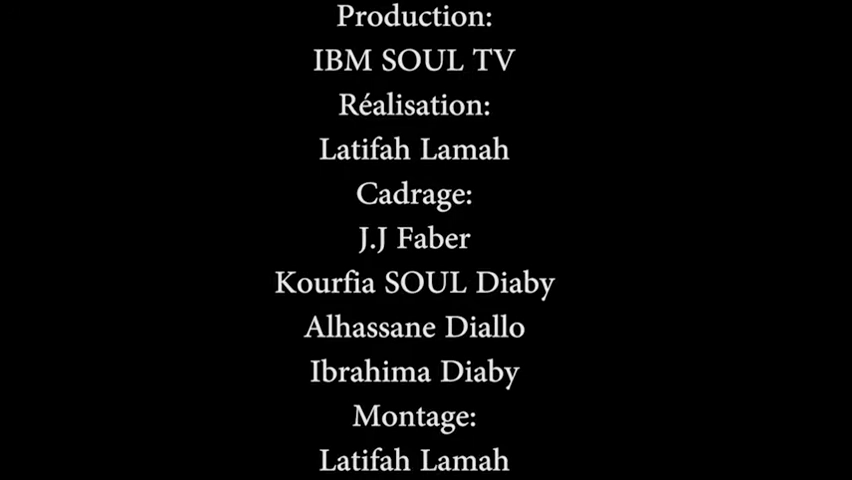 Production:
IBM SOUL TV
Réalisation:
Latifah Lamah
Cadrage:
J.J Faber
Kourfia SOUL Diaby
Alhassane Diallo
Ibrahima Diaby
Montage:
Latifah Lamah